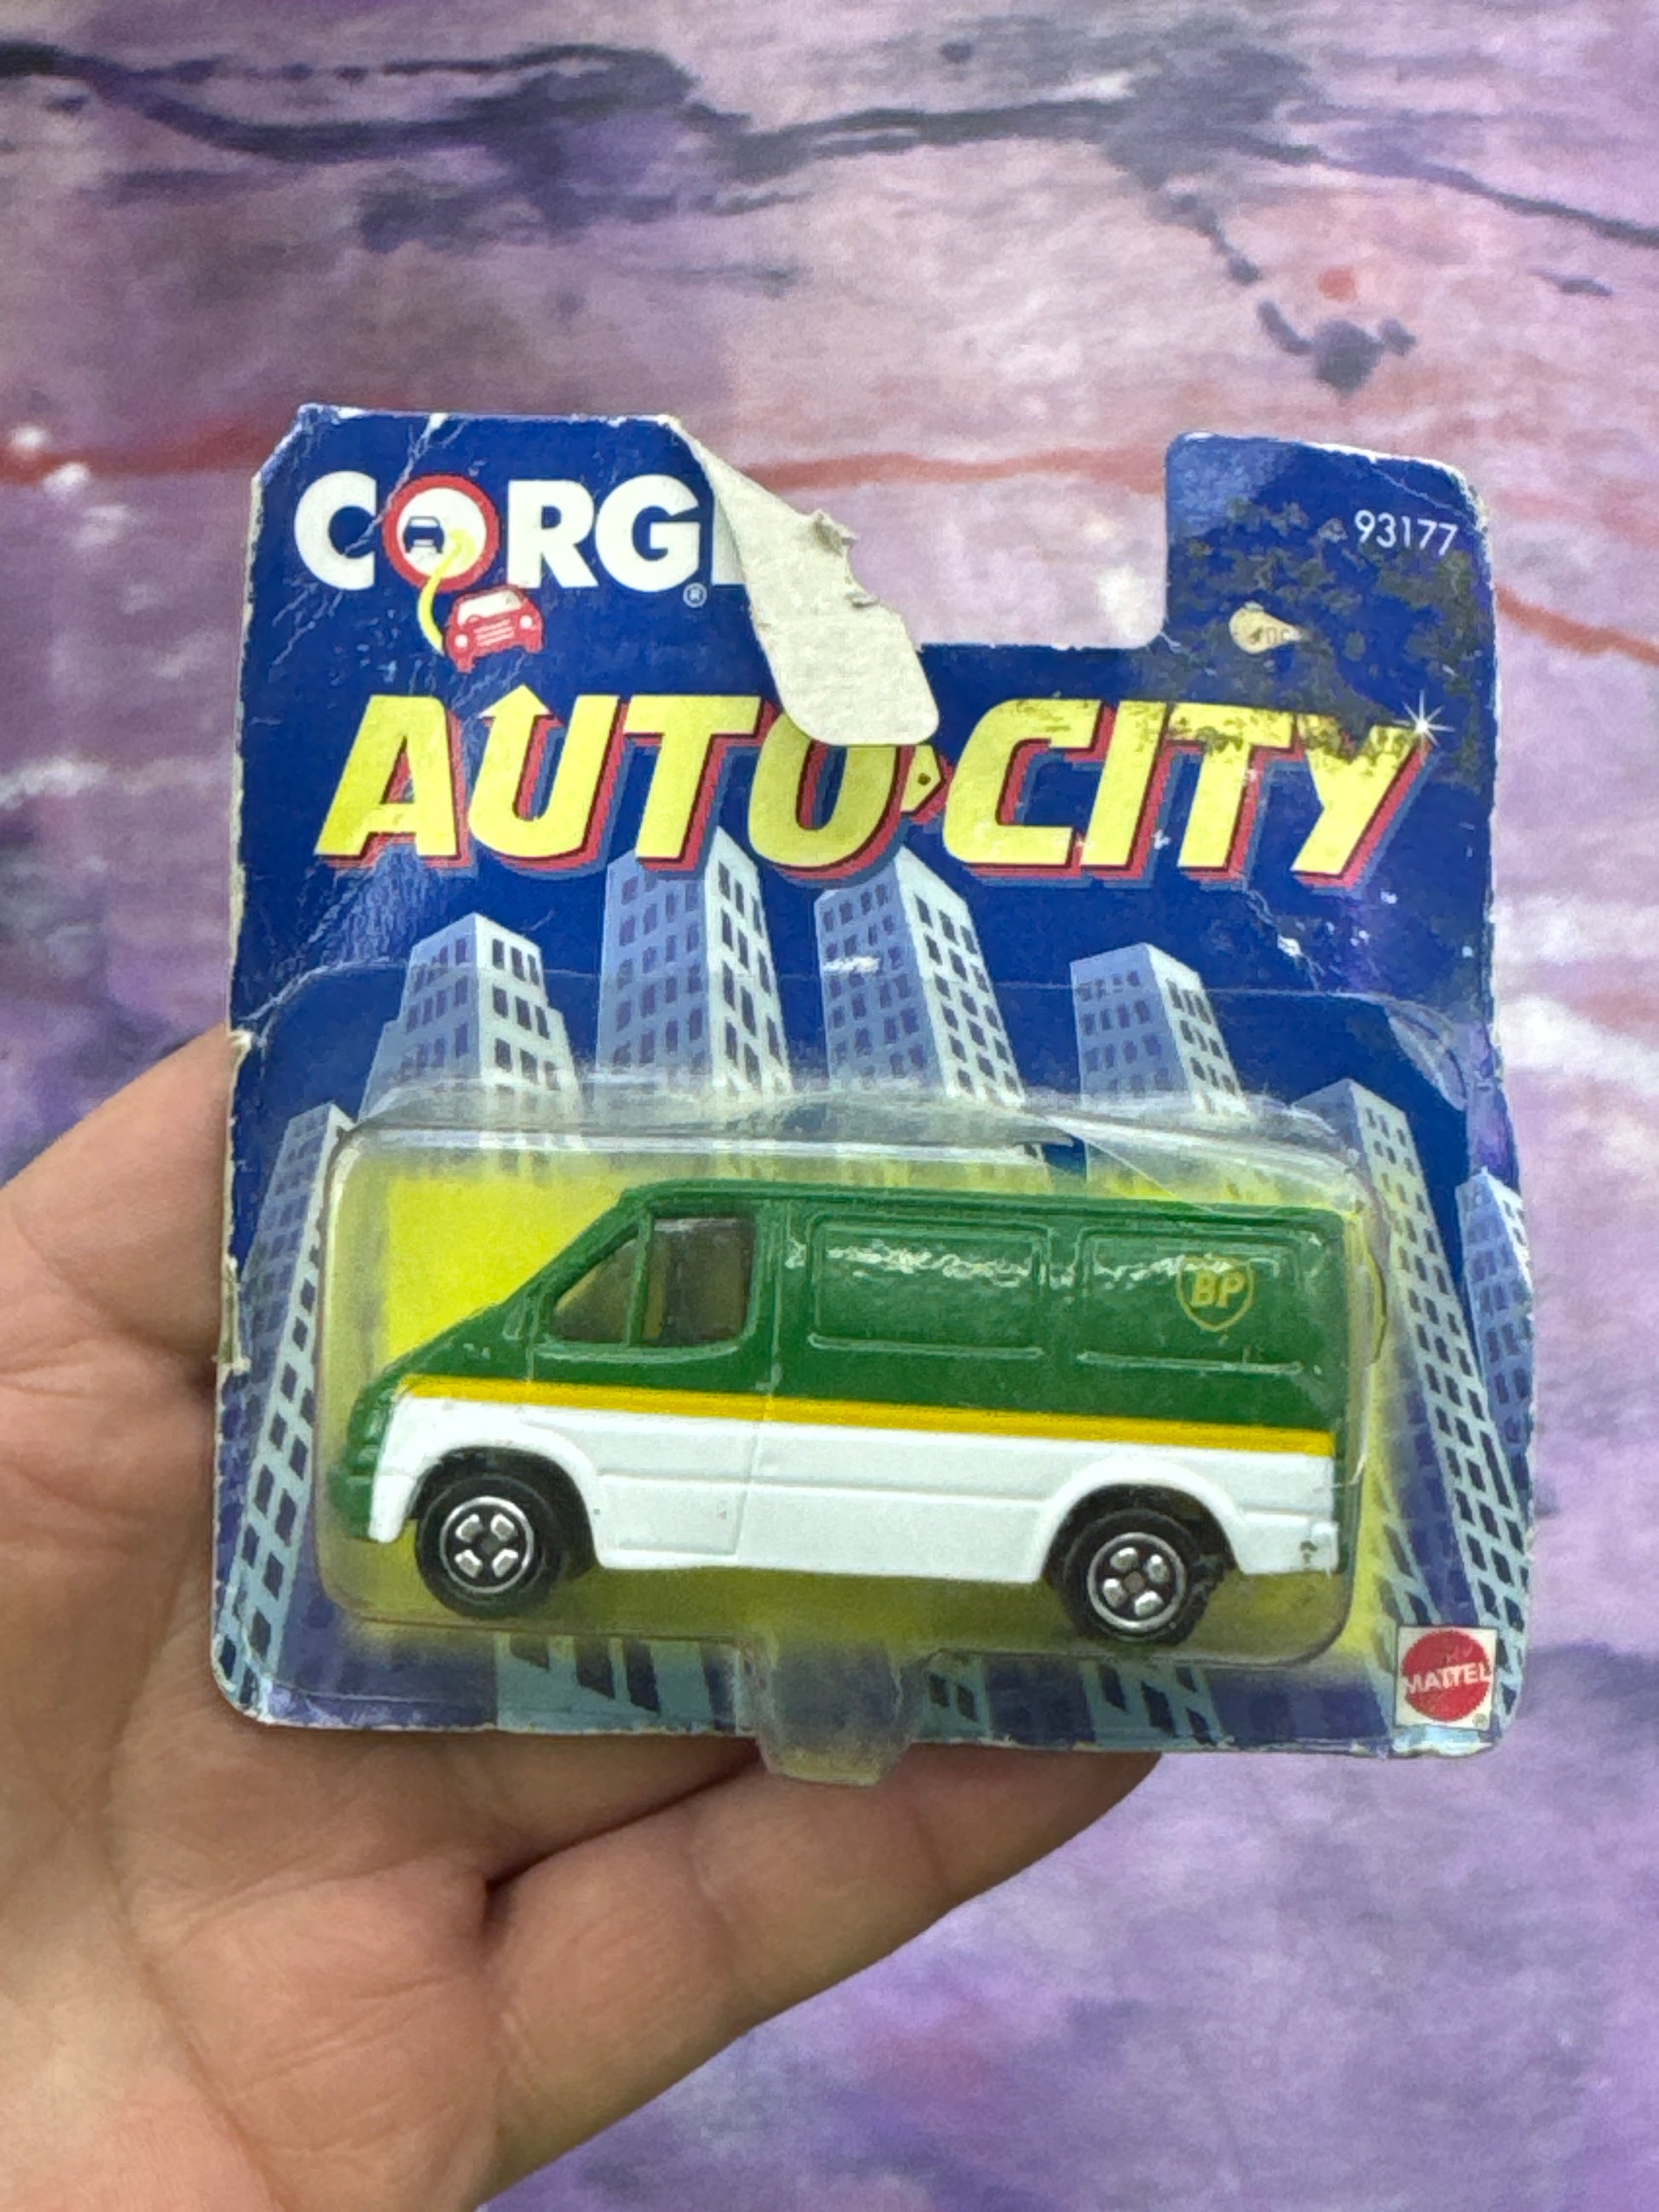 CORGI®
93177
AUTO CITY
BP
MATTEL®